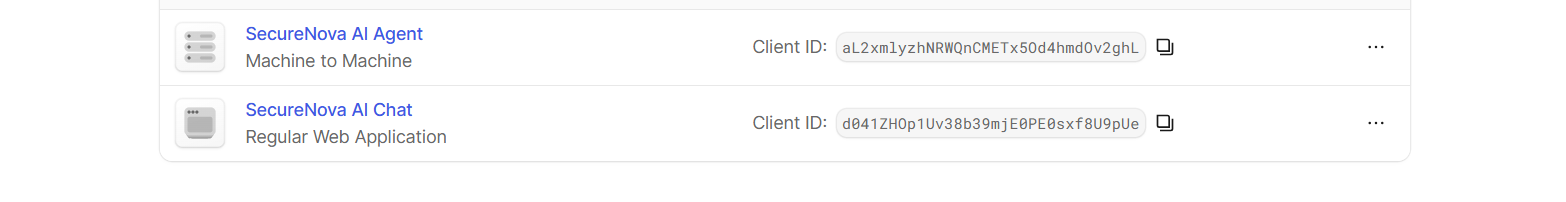 SecureNova AI Agent
Machine to Machine
Client ID: aL2xmlyzhNRWQnCMETx5Od4hmdOv2ghL
SecureNova AI Chat
Regular Web Application
Client ID: d041ZHOp1Uv38b39mjE0PE0sxf8U9pUe